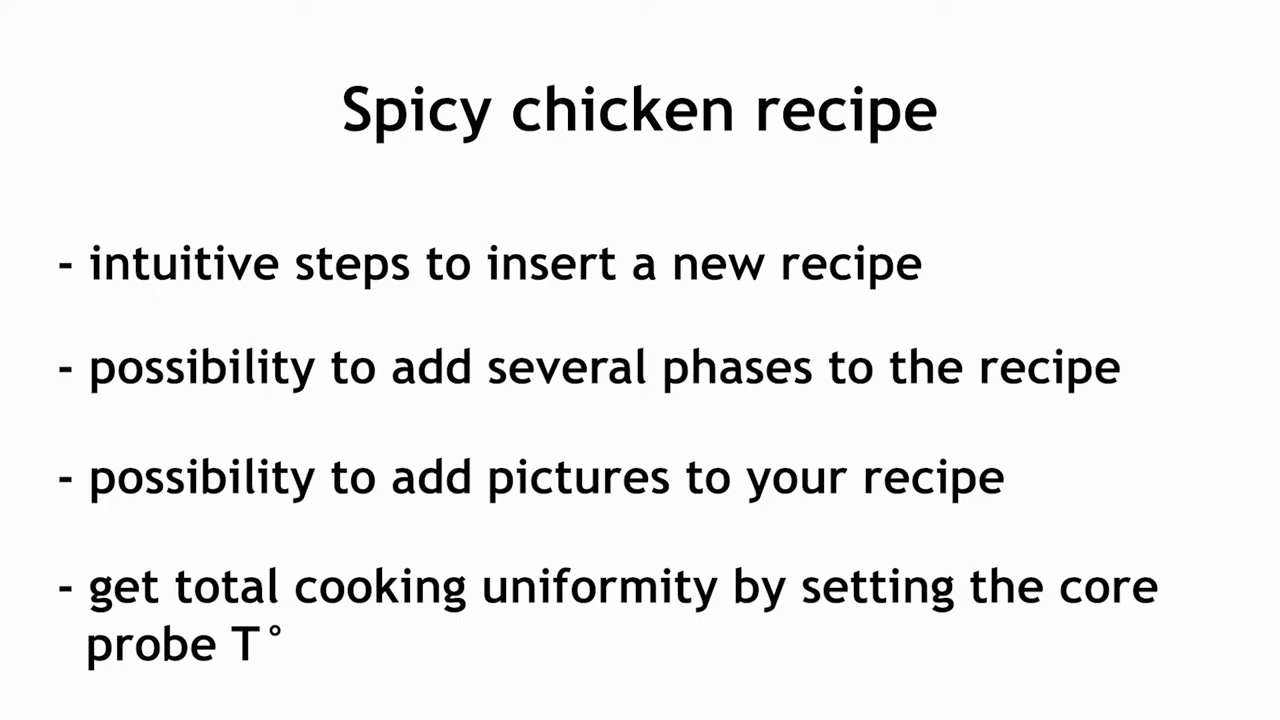 Spicy chicken recipe
- intuitive steps to insert a new recipe
- possibility to add several phases to the recipe
- possibility to add pictures to your recipe
- get total cooking uniformity by setting the core
probe T°